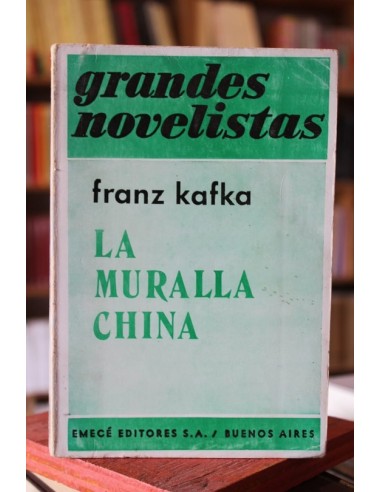 grandes
novelistas
franz kafka
LA
MURALLA
CHINA
EMECÉ EDITORES S.A. / BUENOS AIRES